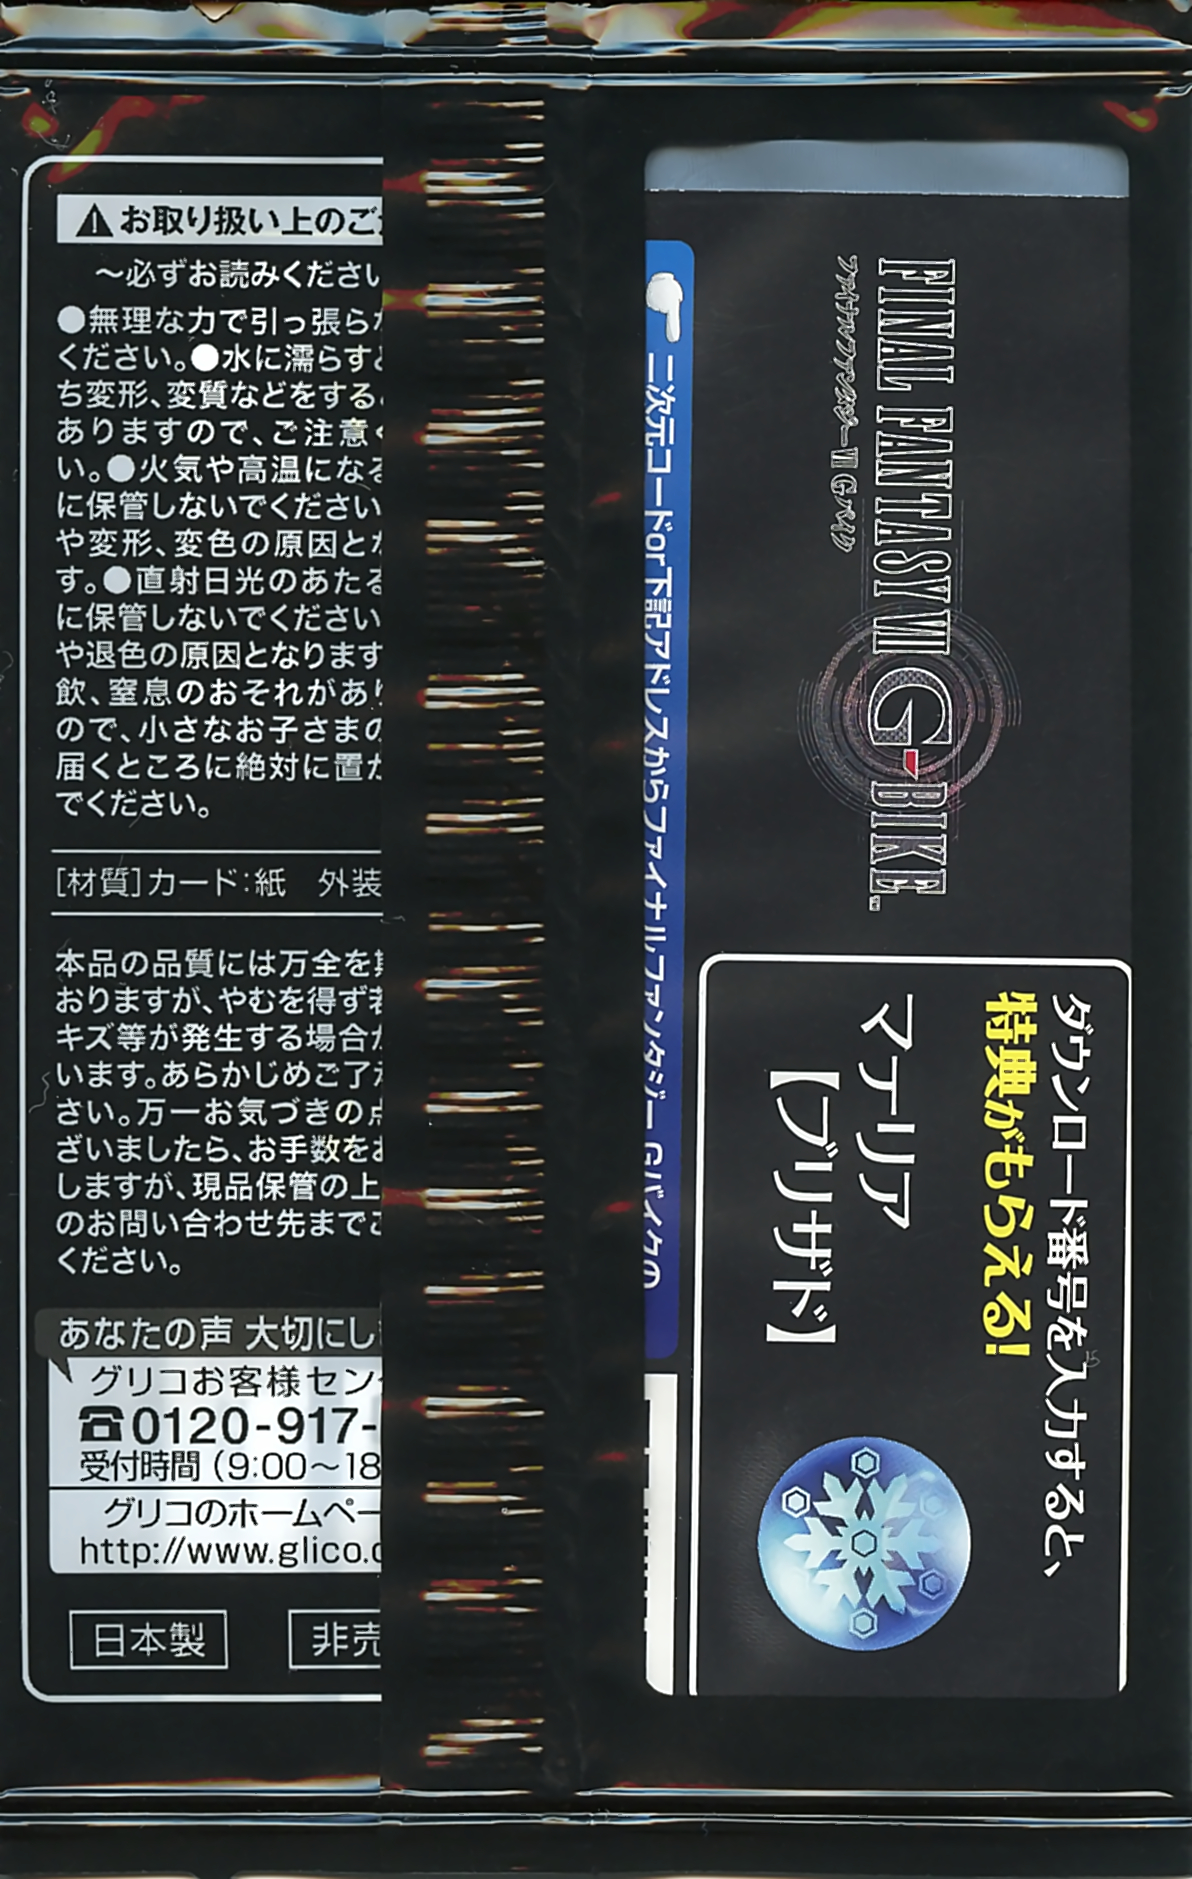 お取り扱い上のご
～必ずお読みください
●無理な力で引っ張ら
ください。●水に濡らすと
ち変形、変質などをする
ありますので、ご注意く
い。●火気や高温になる
に保管しないでください
や変形、変色の原因と
す。●直射日光のあたる
に保管しないでください
や退色の原因となります
飲、窒息のおそれがあり
ので、小さなお子さまの
届くところに絶対に置か
でください。
[材質]カード:紙 外装
本品の品質には万全を期
おりますが、やむを得ず若
キズ等が発生する場合が
います。あらかじめご了
さい。万一お気づきの点
ざいましたら、お手数をお
しますが、現品保管の上
のお問い合わせ先までご
ください。
あなたの声 大切にし
グリコお客様セン
☎0120-917-
受付時間(9:00～18
グリコのホームペー
http://www.glico.c
日本製
非売
FINAL FANTASY VII G-BIKE™
ファイナルファンタジーVII Gバイク
二次元コードor下記アドレスからファイナルファンタジー Gバイクの
ダウンロード番号を入力すると、
特典がもらえる!
マテリア
【ブリザド】